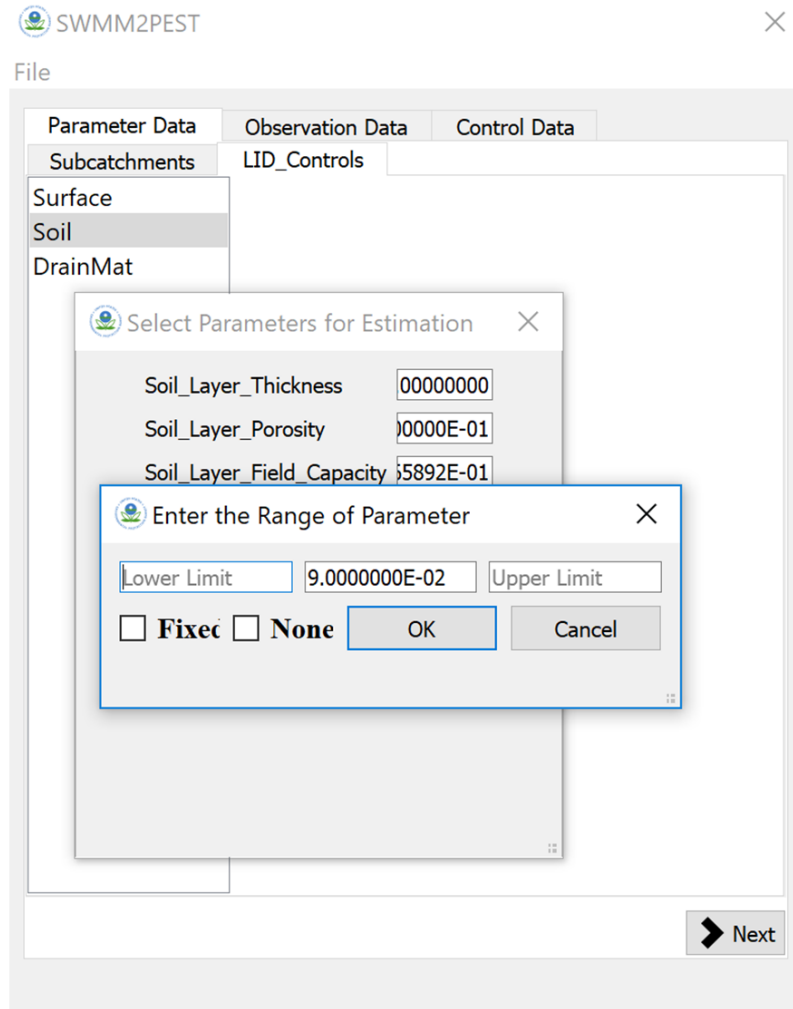 SWMM2PEST
File
Parameter Data Observation Data Control Data
Subcatchments LID_Controls
Surface
Soil
DrainMat
Select Parameters for Estimation
Soil_Layer_Thickness 00000000
Soil_Layer_Porosity 00000E-01
Soil_Layer_Field_Capacity 55892E-01
Enter the Range of Parameter
Lower Limit 9.0000000E-02 Upper Limit
Fixed None OK Cancel
Next